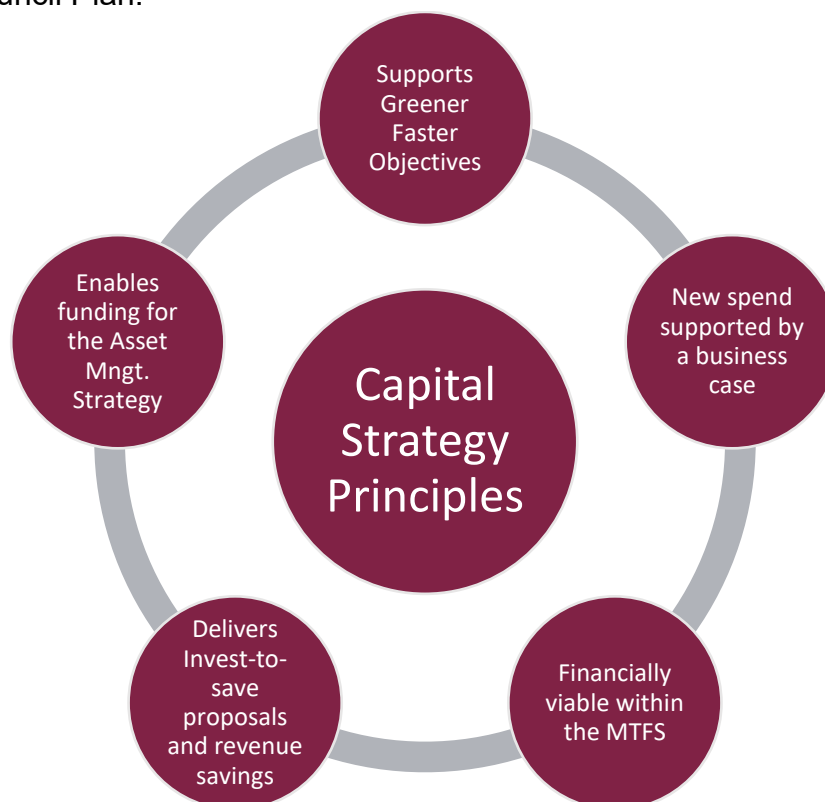 Plan.
Supports
Greener
Faster
Objectives
New spend
supported by
a business
case
Financially
viable within
the MTFS
Delivers
Invest-to-
save
proposals
and revenue
savings
Enables
funding for
the Asset
Mngt.
Strategy
Capital
Strategy
Principles